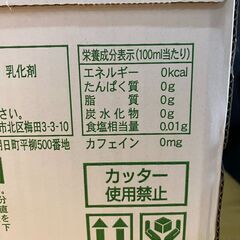 乳化剤
さい。
市北区梅田3-3-10
明日町平柳500番地
栄養成分表示(100ml当たり)
エネルギー 0kcal
たんぱく質 0g
脂質 0g
炭水化物 0g
食塩相当量 0.01g
カフェイン 0mg
カッター
使用禁止